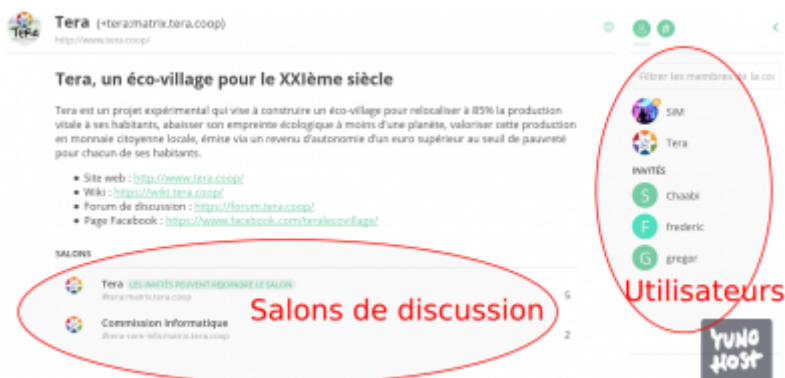 Tera (+tera:matrix.tera.coop)
http://www.tera.coop/
Tera, un éco-village pour le XXIème siècle
Tera est un projet expérimental qui vise à construire un éco-village pour relocaliser à 85% la production
vitale à ses habitants, abaisser son empreinte écologique à moins d'une planète, valoriser cette production
en monnaie citoyenne locale, émise via un revenu d'autonomie d'un euro supérieur au seuil de pauvreté
pour chacun de ses habitants.
Site web : http://www.tera.coop/
Wiki : https://wiki.tera.coop/
Forum de discussion : https://forum.tera.coop/
Page Facebook : https://www.facebook.com/teralecovillage/
SALONS
Tera LES INVITÉS PEUVENT REJOINDRE LE SALON
#tera:matrix.tera.coop
5
Commission Informatique
2
Salons de discussion
Filtrer les membres de la co
SIM
Tera
INVITÉS
C Chaabi
F frederic
G gregor
Utilisateurs
YUNO
HOST